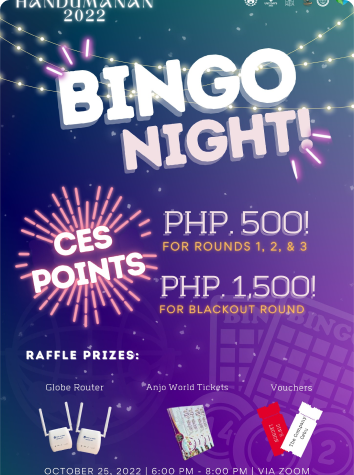 HANDUMANAN
2022
BINGO
NIGHT!
CES
POINTS
PHP. 500!
FOR ROUNDS 1, 2, & 3
PHP. 1,500!
FOR BLACKOUT ROUND
RAFFLE PRIZES:
Globe Router
Anjo World Tickets
Vouchers
OCTOBER 25, 2022 | 6:00 PM - 8:00 PM | VIA ZOOM